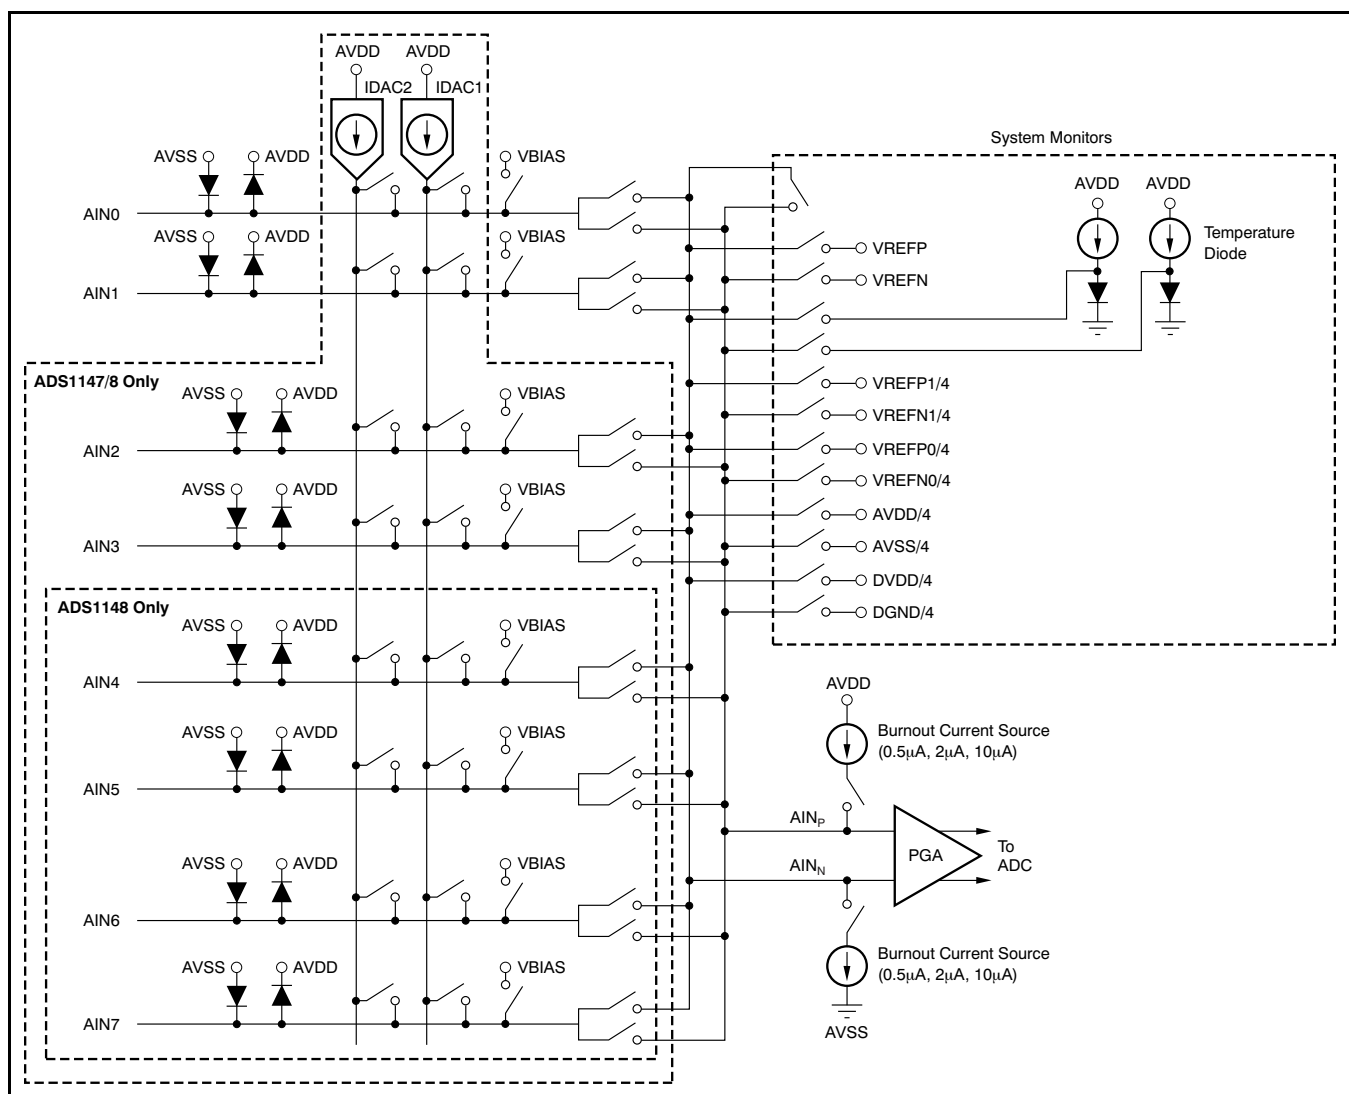 AVDD AVDD
IDAC2 IDAC1
System Monitors
AVSS AVDD VBIAS AVDD AVDD
AIN0
Temperature
Diode
AVSS AVDD VBIAS VREFP
VREFN
AIN1
ADS1147/8 Only
AVSS AVDD VBIAS VREFP1/4
VREFN1/4
AIN2 VREFP0/4
AVSS AVDD VBIAS VREFN0/4
AVDD/4
AIN3 AVSS/4
DVDD/4
ADS1148 Only DGND/4
AVSS AVDD VBIAS
AIN4 AVDD
AVSS AVDD VBIAS Burnout Current Source
(0.5μA, 2μA, 10μA)
AIN5
AINP
PGA
To
ADC
AVSS AVDD VBIAS AINN
AIN6
Burnout Current Source
(0.5μA, 2μA, 10μA)
AVSS AVDD VBIAS
AIN7 AVSS